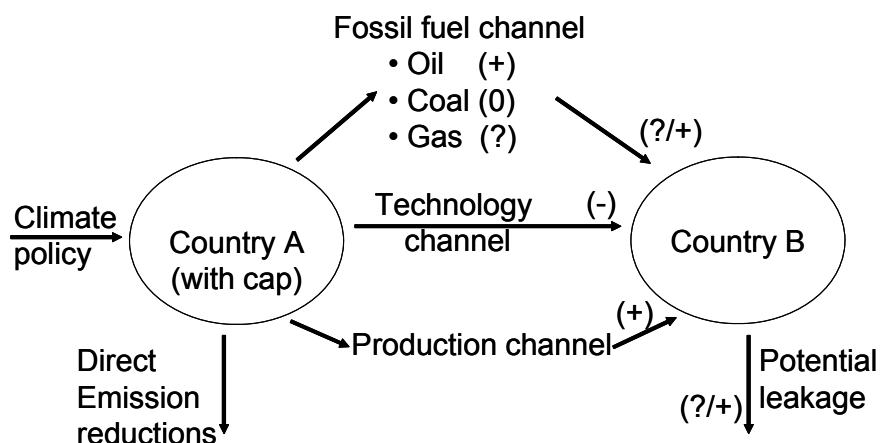 Fossil fuel channel
• Oil (+)
• Coal (0)
• Gas (?)
(?/+)
Climate
policy
Country A
(with cap)
Technology
channel
(-)
Country B
Production channel
(+)
Direct
Emission
reductions
Potential
leakage
(?/+)